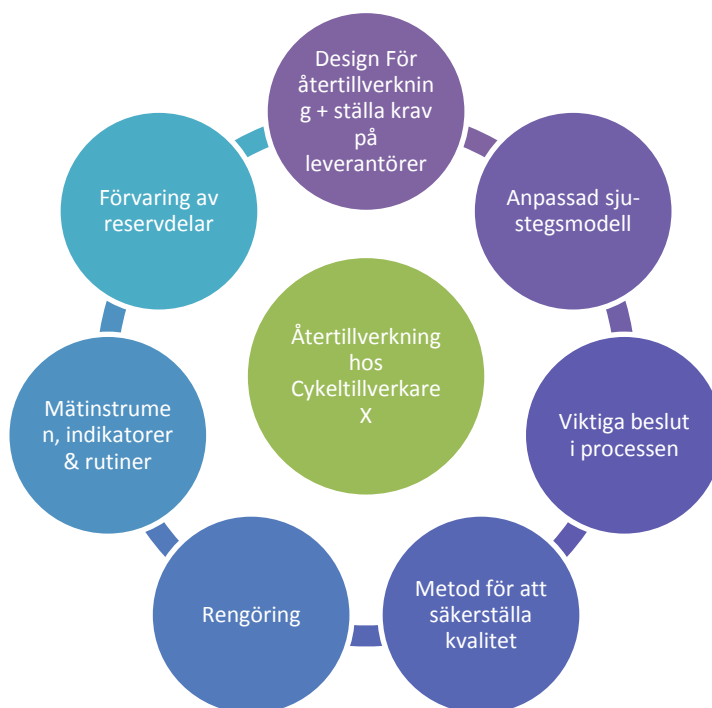 Design För
återtillverknin
g + ställa krav
på
leverantörer
Anpassad sju-
stegsmodell
Viktiga beslut
i processen
Metod för att
säkerställa
kvalitet
Rengöring
Mätinstrume
n, indikatorer
& rutiner
Förvaring av
reservdelar
Återtillverkning
hos
Cykeltillverkare
X